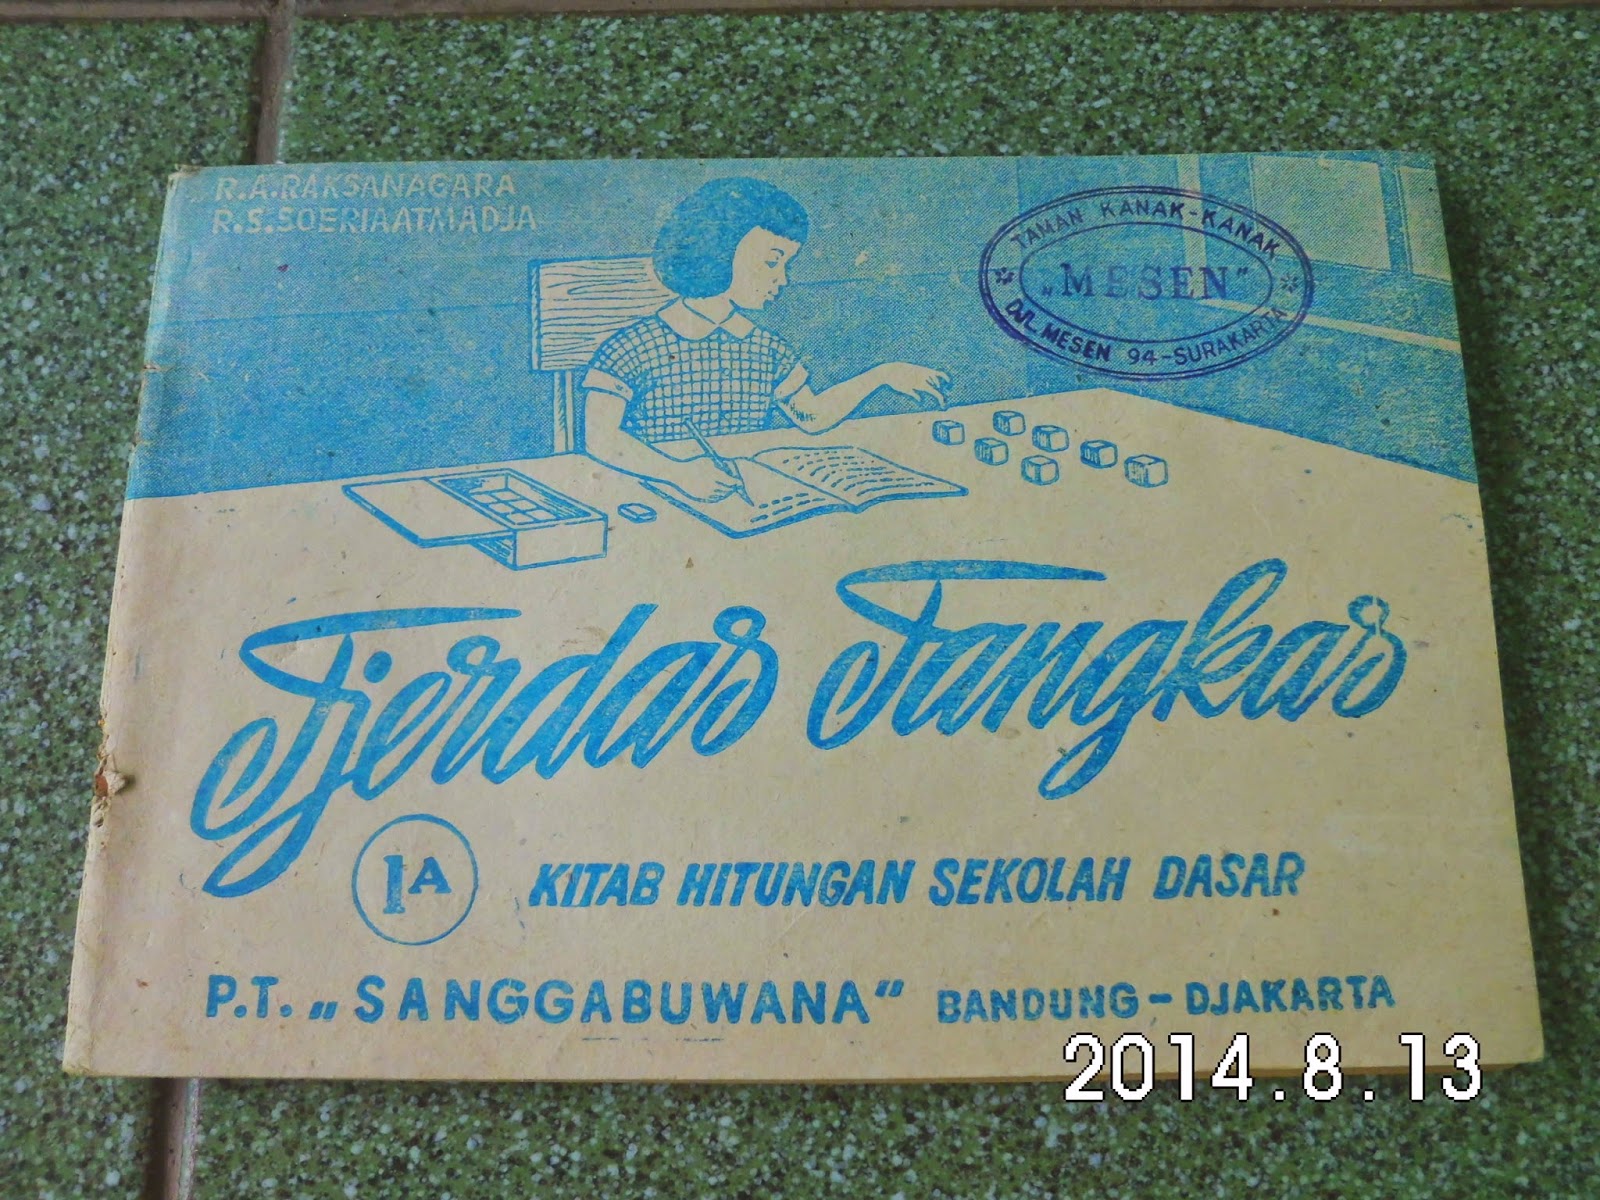 R.A.RAKSANAGARA
R.S.SOERIAATMADJA
TAMAN KANAK-KANAK
„MESEN"
DJL. MESEN 94-SURAKARTA
Tjerdas Tangkas
1A
KITAB HITUNGAN SEKOLAH DASAR
P.T. „SANGGABUWANA" BANDUNG - DJAKARTA
2014.8.13